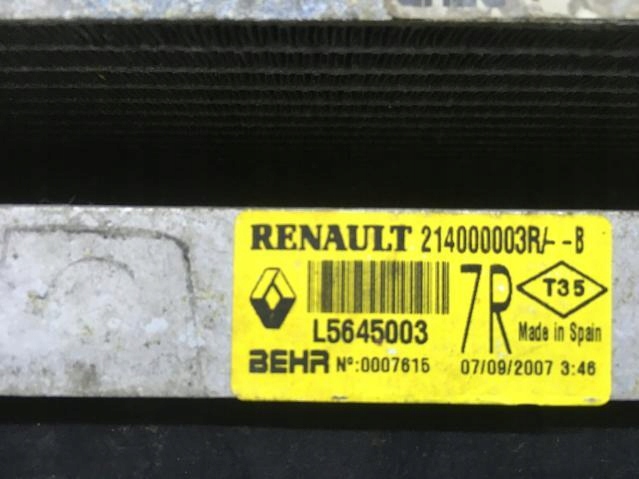 RENAULT 214000003R/--B
L5645003
7R
T35
Made in Spain
BEHR Nº:0007615 07/09/2007 3:46